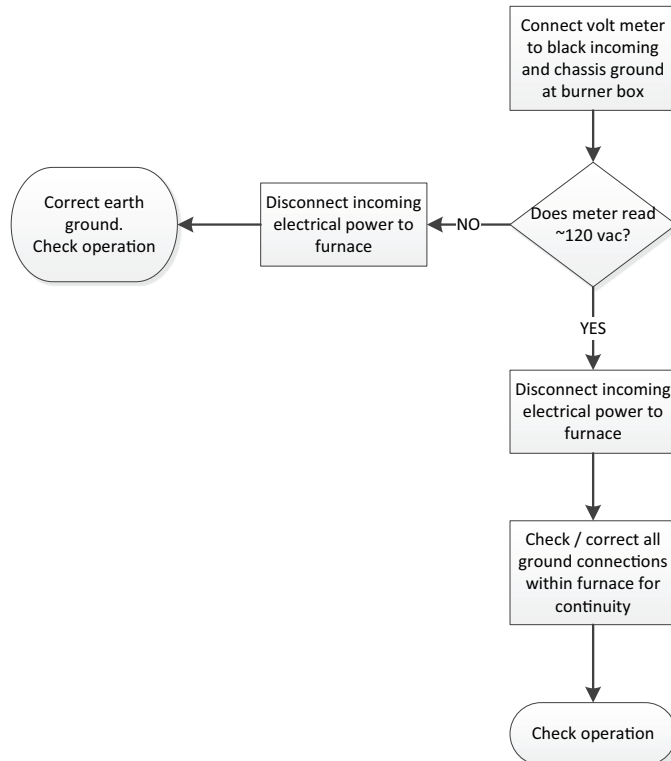 Connect volt meter
to black incoming
and chassis ground
at burner box
Does meter read
~120 vac?
NO
Disconnect incoming
electrical power to
furnace
Correct earth
ground.
Check operation
YES
Disconnect incoming
electrical power to
furnace
Check / correct all
ground connections
within furnace for
continuity
Check operation